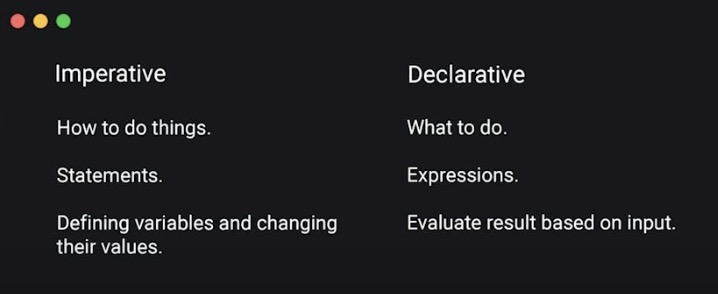 Imperative
How to do things.
Statements.
Defining variables and changing
their values.
Declarative
What to do.
Expressions.
Evaluate result based on input.